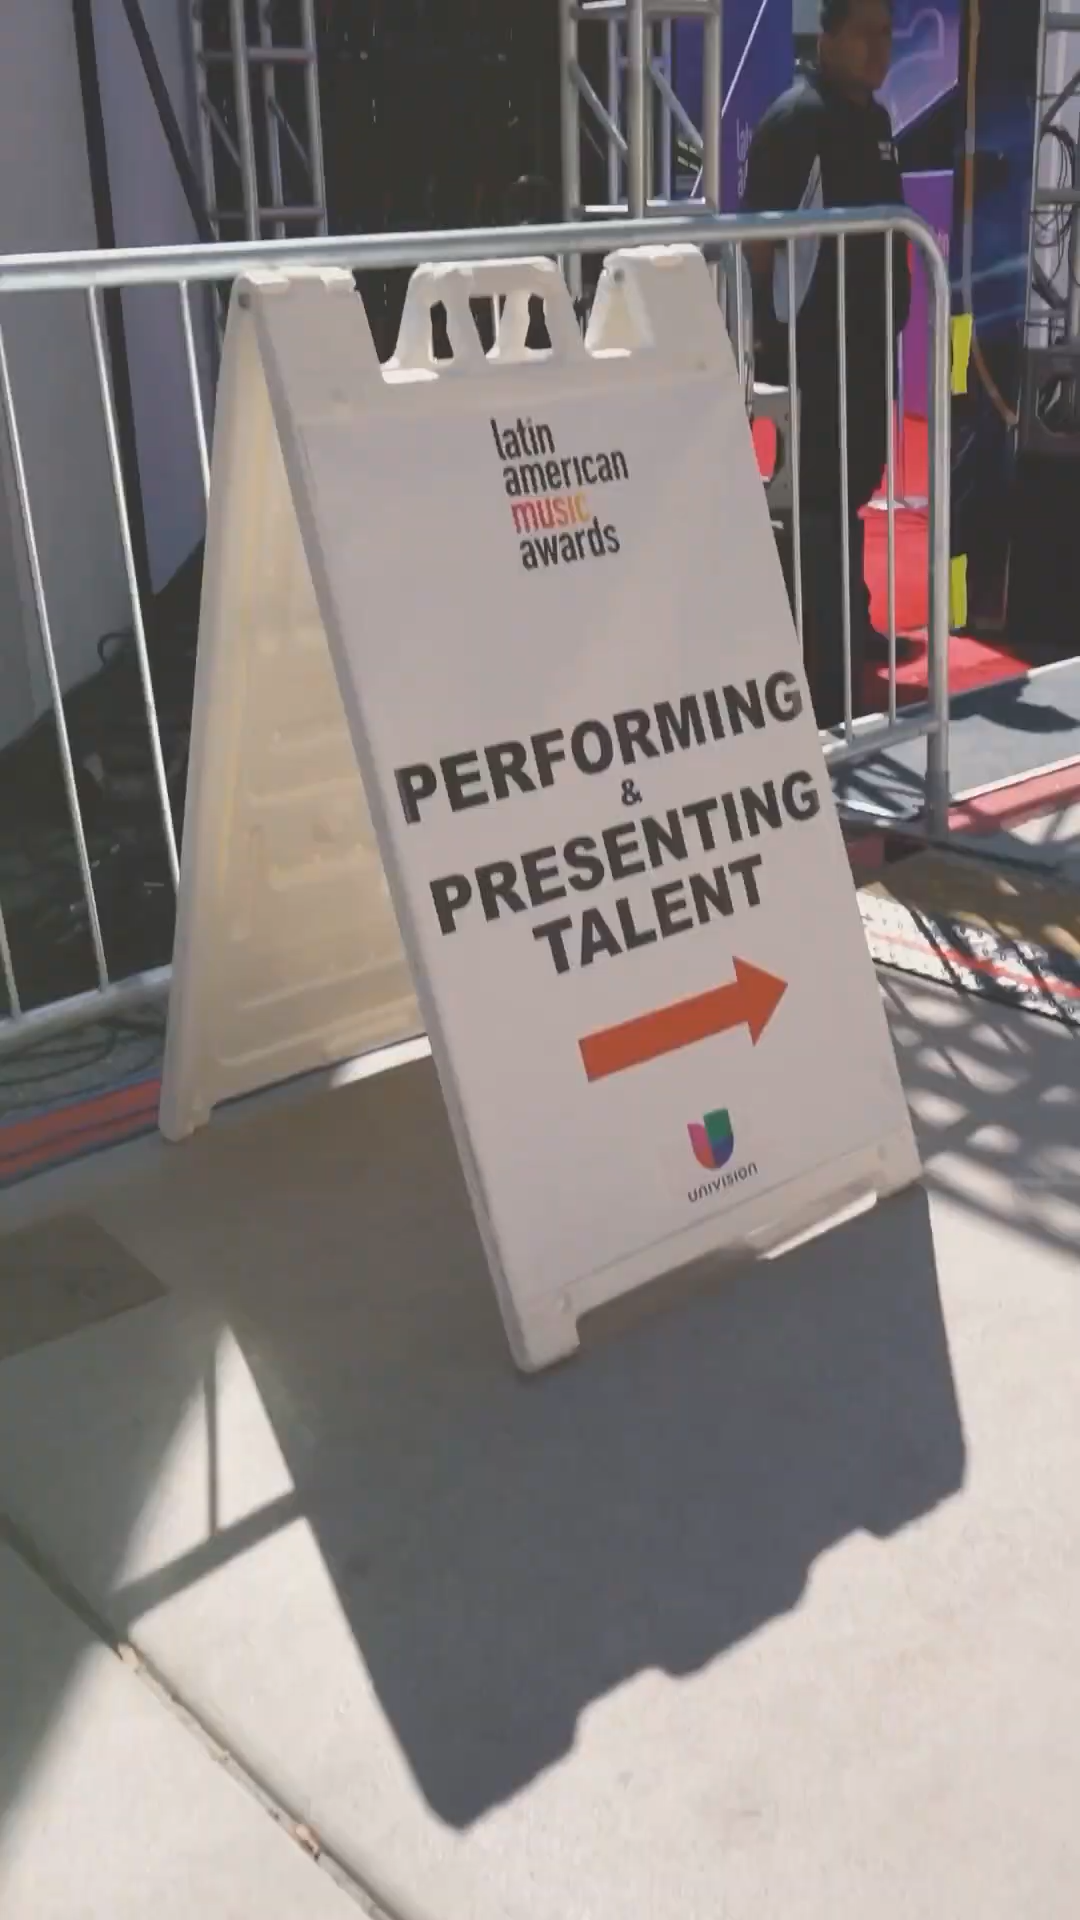 latin
american
music
awards
PERFORMING
&
PRESENTING
TALENT
univision